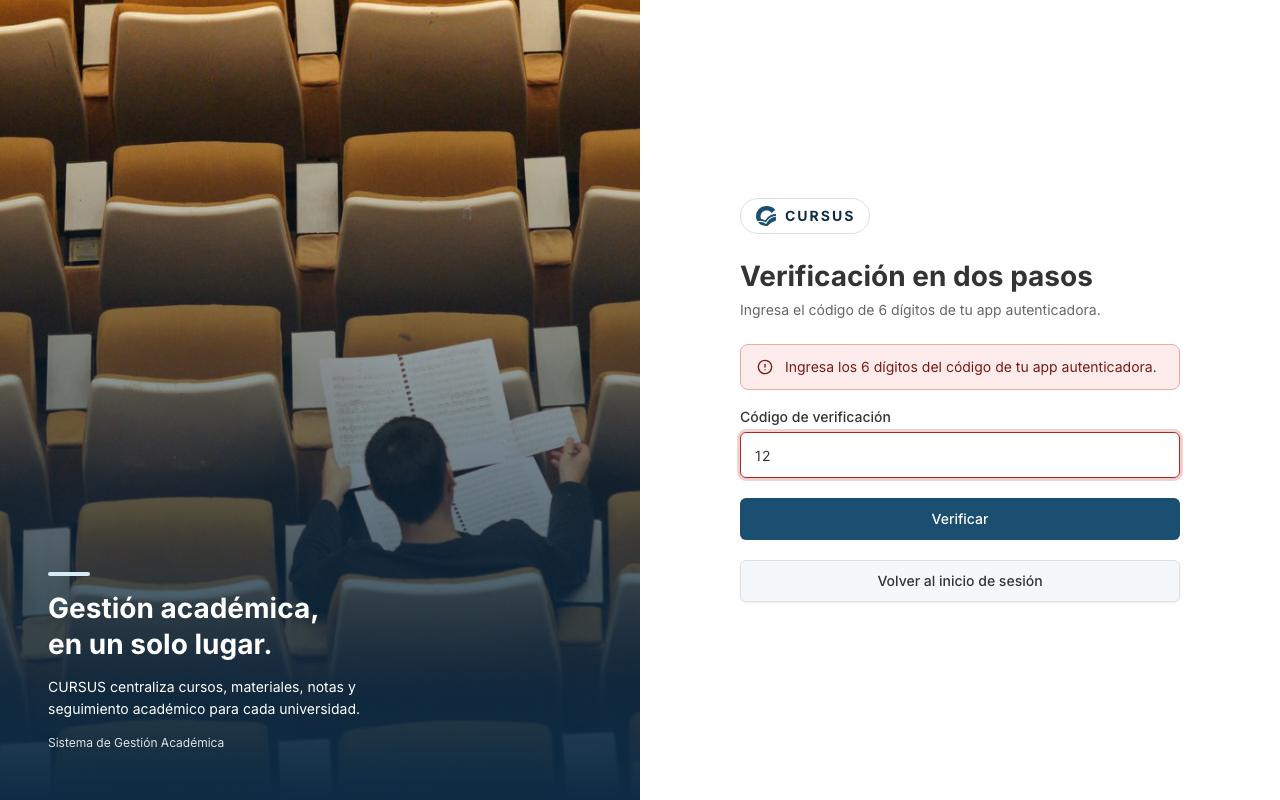 CURSUS
Verificación en dos pasos
Ingresa el código de 6 dígitos de tu app autenticadora.
Ingresa los 6 dígitos del código de tu app autenticadora.
Código de verificación
12
Verificar
Volver al inicio de sesión
Gestión académica,
en un solo lugar.
CURSUS centraliza cursos, materiales, notas y
seguimiento académico para cada universidad.
Sistema de Gestión Académica